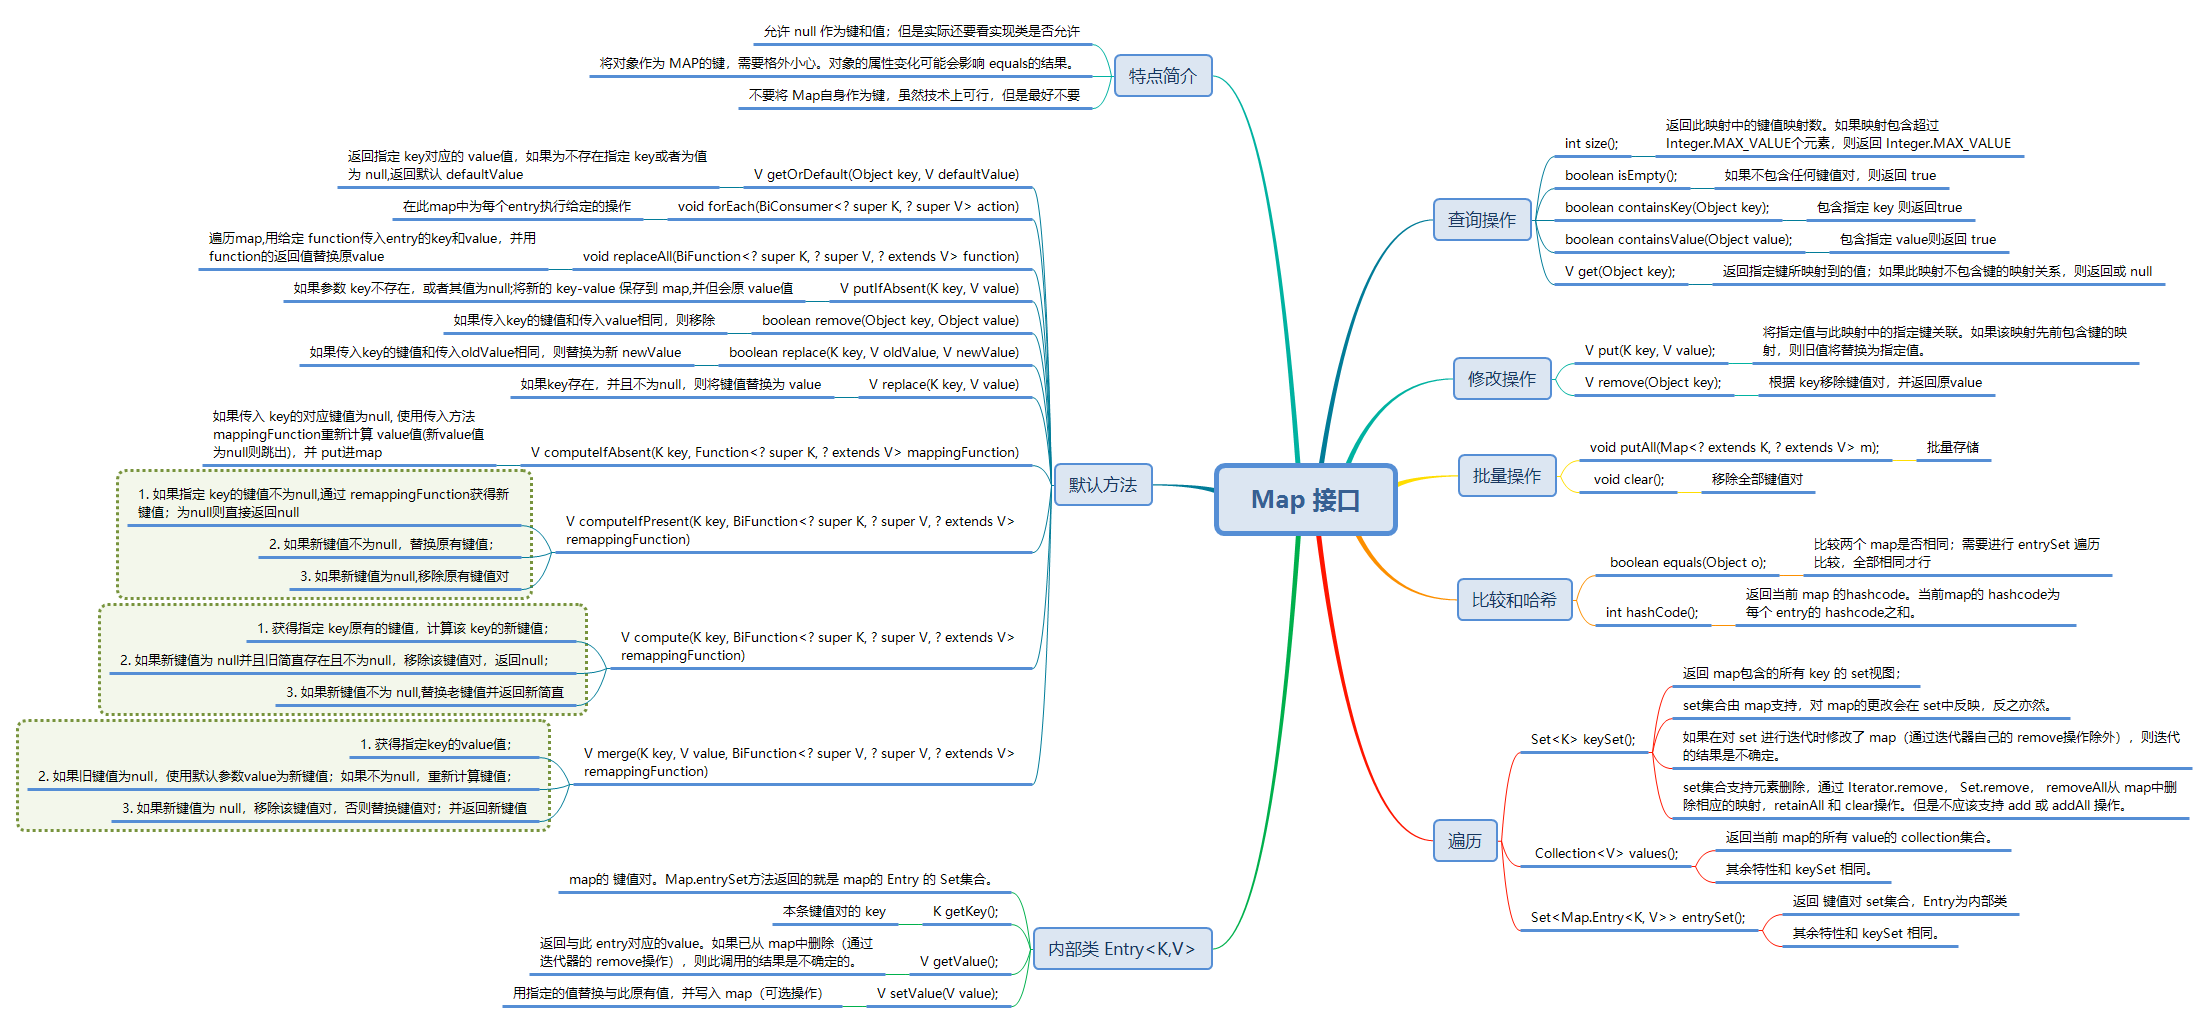 Map 接口
特点简介
允许 null 作为键和值；但是实际还要看实现类是否允许
将对象作为 MAP的键，需要格外小心。对象的属性变化可能会影响 equals的结果。
不要将 Map自身作为键，虽然技术上可行，但是最好不要
默认方法
V getOrDefault(Object key, V defaultValue)
返回指定 key对应的 value值，如果为不存在指定 key或者为值
为 null,返回默认 defaultValue
void forEach(BiConsumer<? super K, ? super V> action)
在此map中为每个entry执行给定的操作
void replaceAll(BiFunction<? super K, ? super V, ? extends V> function)
遍历map,用给定 function传入entry的key和value，并用
function的返回值替换原value
V putIfAbsent(K key, V value)
如果参数 key不存在，或者其值为null;将新的 key-value 保存到 map,并但会原 value值
boolean remove(Object key, Object value)
如果传入key的键值和传入value相同，则移除
boolean replace(K key, V oldValue, V newValue)
如果传入key的键值和传入oldValue相同，则替换为新 newValue
V replace(K key, V value)
如果key存在，并且不为null，则将键值替换为 value
V computeIfAbsent(K key, Function<? super K, ? extends V> mappingFunction)
如果传入 key的对应键值为null, 使用传入方法
mappingFunction重新计算 value值(新value值
为null则跳出)，并 put进map
V computeIfPresent(K key, BiFunction<? super K, ? super V, ? extends V>
remappingFunction)
1. 如果指定 key的键值不为null,通过 remappingFunction获得新
键值；为null则直接返回null
2. 如果新键值不为null，替换原有键值；
3. 如果新键值为null,移除原有键值对
V compute(K key, BiFunction<? super K, ? super V, ? extends V>
remappingFunction)
1. 获得指定 key原有的键值，计算该 key的新键值；
2. 如果新键值为 null并且旧简直存在且不为null，移除该键值对，返回null；
3. 如果新键值不为 null,替换老键值并返回新简直
V merge(K key, V value, BiFunction<? super V, ? super V, ? extends V>
remappingFunction)
1. 获得指定key的value值；
2. 如果旧键值为null，使用默认参数value为新键值；如果不为null，重新计算键值；
3. 如果新键值为 null，移除该键值对，否则替换键值对；并返回新键值
内部类 Entry<K,V>
map的 键值对。Map.entrySet方法返回的就是 map的 Entry 的 Set集合。
K getKey();
本条键值对的 key
V getValue();
返回与此 entry对应的value。如果已从 map中删除（通过
迭代器的 remove操作），则此调用的结果是不确定的。
V setValue(V value);
用指定的值替换与此原有值，并写入 map（可选操作）
查询操作
int size();
返回此映射中的键值映射数。如果映射包含超过
Integer.MAX_VALUE个元素，则返回 Integer.MAX_VALUE
boolean isEmpty();
如果不包含任何键值对，则返回 true
boolean containsKey(Object key);
包含指定 key 则返回true
boolean containsValue(Object value);
包含指定 value则返回 true
V get(Object key);
返回指定键所映射到的值；如果此映射不包含键的映射关系，则返回或 null
修改操作
V put(K key, V value);
将指定值与此映射中的指定键关联。如果该映射先前包含键的映
射，则旧值将替换为指定值。
V remove(Object key);
根据 key移除键值对，并返回原value
批量操作
void putAll(Map<? extends K, ? extends V> m);
批量存储
void clear();
移除全部键值对
比较和哈希
boolean equals(Object o);
比较两个 map是否相同；需要进行 entrySet 遍历
比较，全部相同才行
int hashCode();
返回当前 map 的hashcode。当前map的 hashcode为
每个 entry的 hashcode之和。
遍历
Set<K> keySet();
返回 map包含的所有 key 的 set视图；
set集合由 map支持，对 map的更改会在 set中反映，反之亦然。
如果在对 set 进行迭代时修改了 map（通过迭代器自己的 remove操作除外），则迭代
的结果是不确定。
set集合支持元素删除，通过 Iterator.remove， Set.remove， removeAll从 map中删
除相应的映射，retainAll 和 clear操作。但是不应该支持 add 或 addAll 操作。
Collection<V> values();
返回当前 map的所有 value的 collection集合。
其余特性和 keySet 相同。
Set<Map.Entry<K, V>> entrySet();
返回 键值对 set集合，Entry为内部类
其余特性和 keySet 相同。